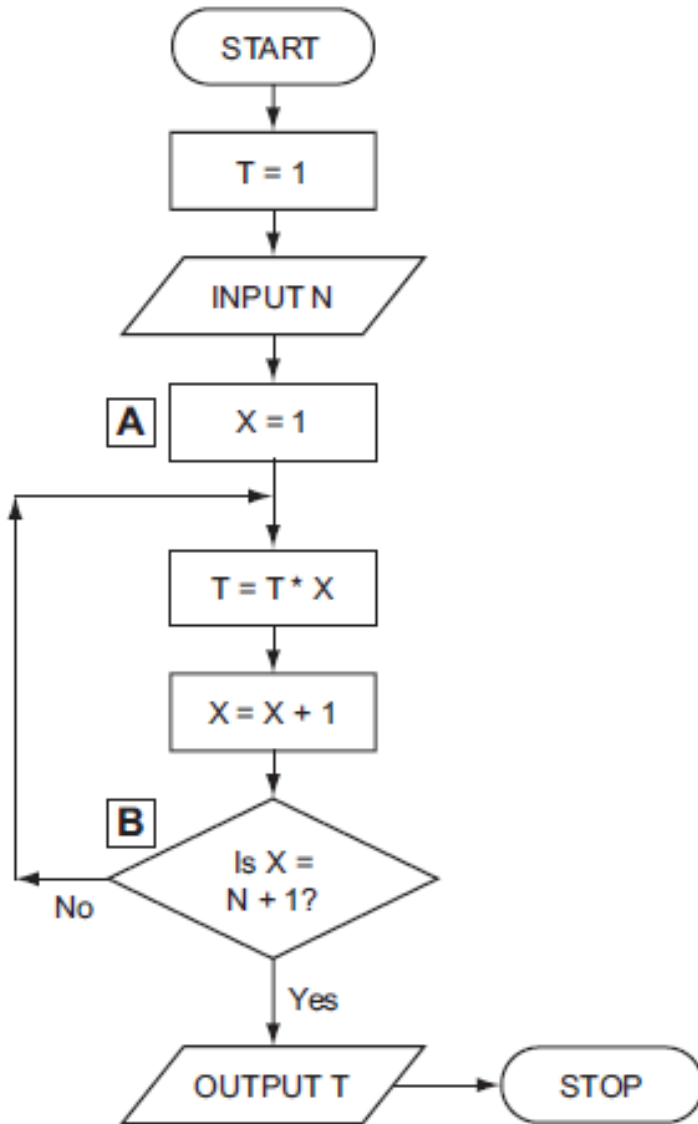 START
T = 1
INPUT N
A
X = 1
T = T * X
X = X + 1
B
Is X =
N + 1?
No
Yes
OUTPUT T
STOP